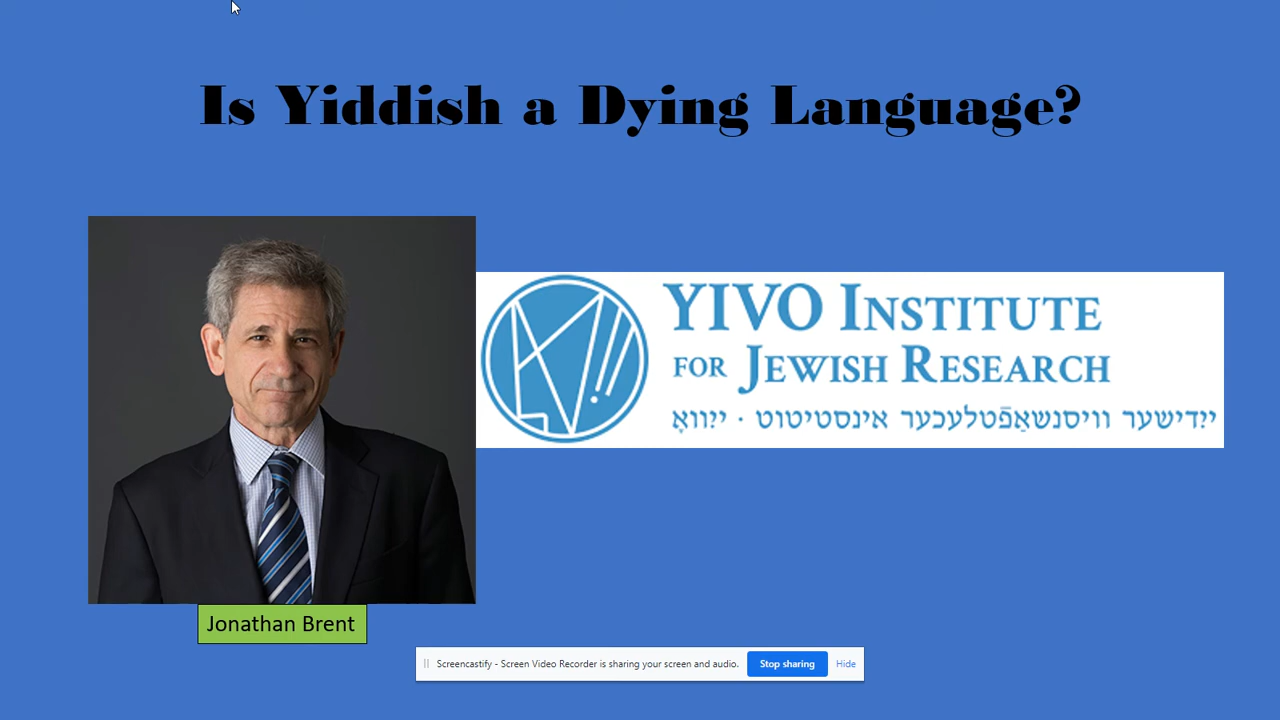 Is Yiddish a Dying Language?
YIVO INSTITUTE
FOR JEWISH RESEARCH
ייִדישער וויסנשאַפֿטלעכער אינסטיטוט · ייִוואָ
Jonathan Brent
Screencastify - Screen Video Recorder is sharing your screen and audio. Stop sharing Hide